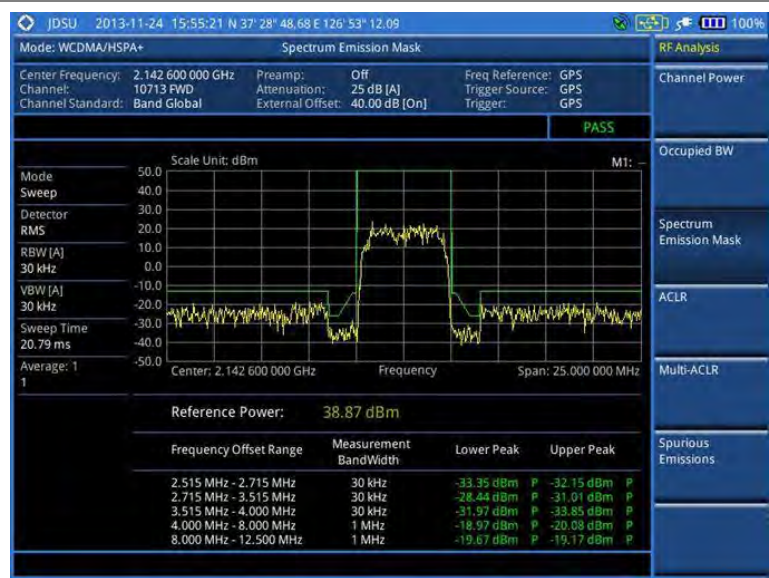 JDSU 2013-11-24 15:55:21 N 37' 28" 48,68 E 126' 53" 12.09 100%
Mode: WCDMA/HSPA+ Spectrum Emission Mask RF Analysis
Center Frequency: 2.142 600 000 GHz Preamp: Off Freq Reference: GPS
Channel: 10713 FWD Attenuation: 25 dB [A] Trigger Source: GPS
Channel Standard: Band Global External Offset: 40.00 dB [On] Trigger: GPS
PASS
Channel Power
Occupied BW
Spectrum
Emission Mask
ACLR
Multi-ACLR
Spurious
Emissions
Mode
Sweep
Detector
RMS
RBW [A]
30 kHz
VBW [A]
30 kHz
Sweep Time
20.79 ms
Average: 1
1
Scale Unit: dBm M1: --
50.0
40.0
30.0
20.0
10.0
0.0
-10.0
-20.0
-30.0
-40.0
-50.0
Center: 2.142 600 000 GHz Frequency Span: 25.000 000 MHz
Reference Power: 38.87 dBm
Frequency Offset Range Measurement BandWidth Lower Peak Upper Peak
2.515 MHz - 2.715 MHz 30 kHz -33.35 dBm P -32.15 dBm P
2.715 MHz - 3.515 MHz 30 kHz -28.44 dBm P -31.01 dBm P
3.515 MHz - 4.000 MHz 30 kHz -31.97 dBm P -33.85 dBm P
4.000 MHz - 8.000 MHz 1 MHz -18.97 dBm P -20.08 dBm P
8.000 MHz - 12.500 MHz 1 MHz -19.67 dBm P -19.17 dBm P